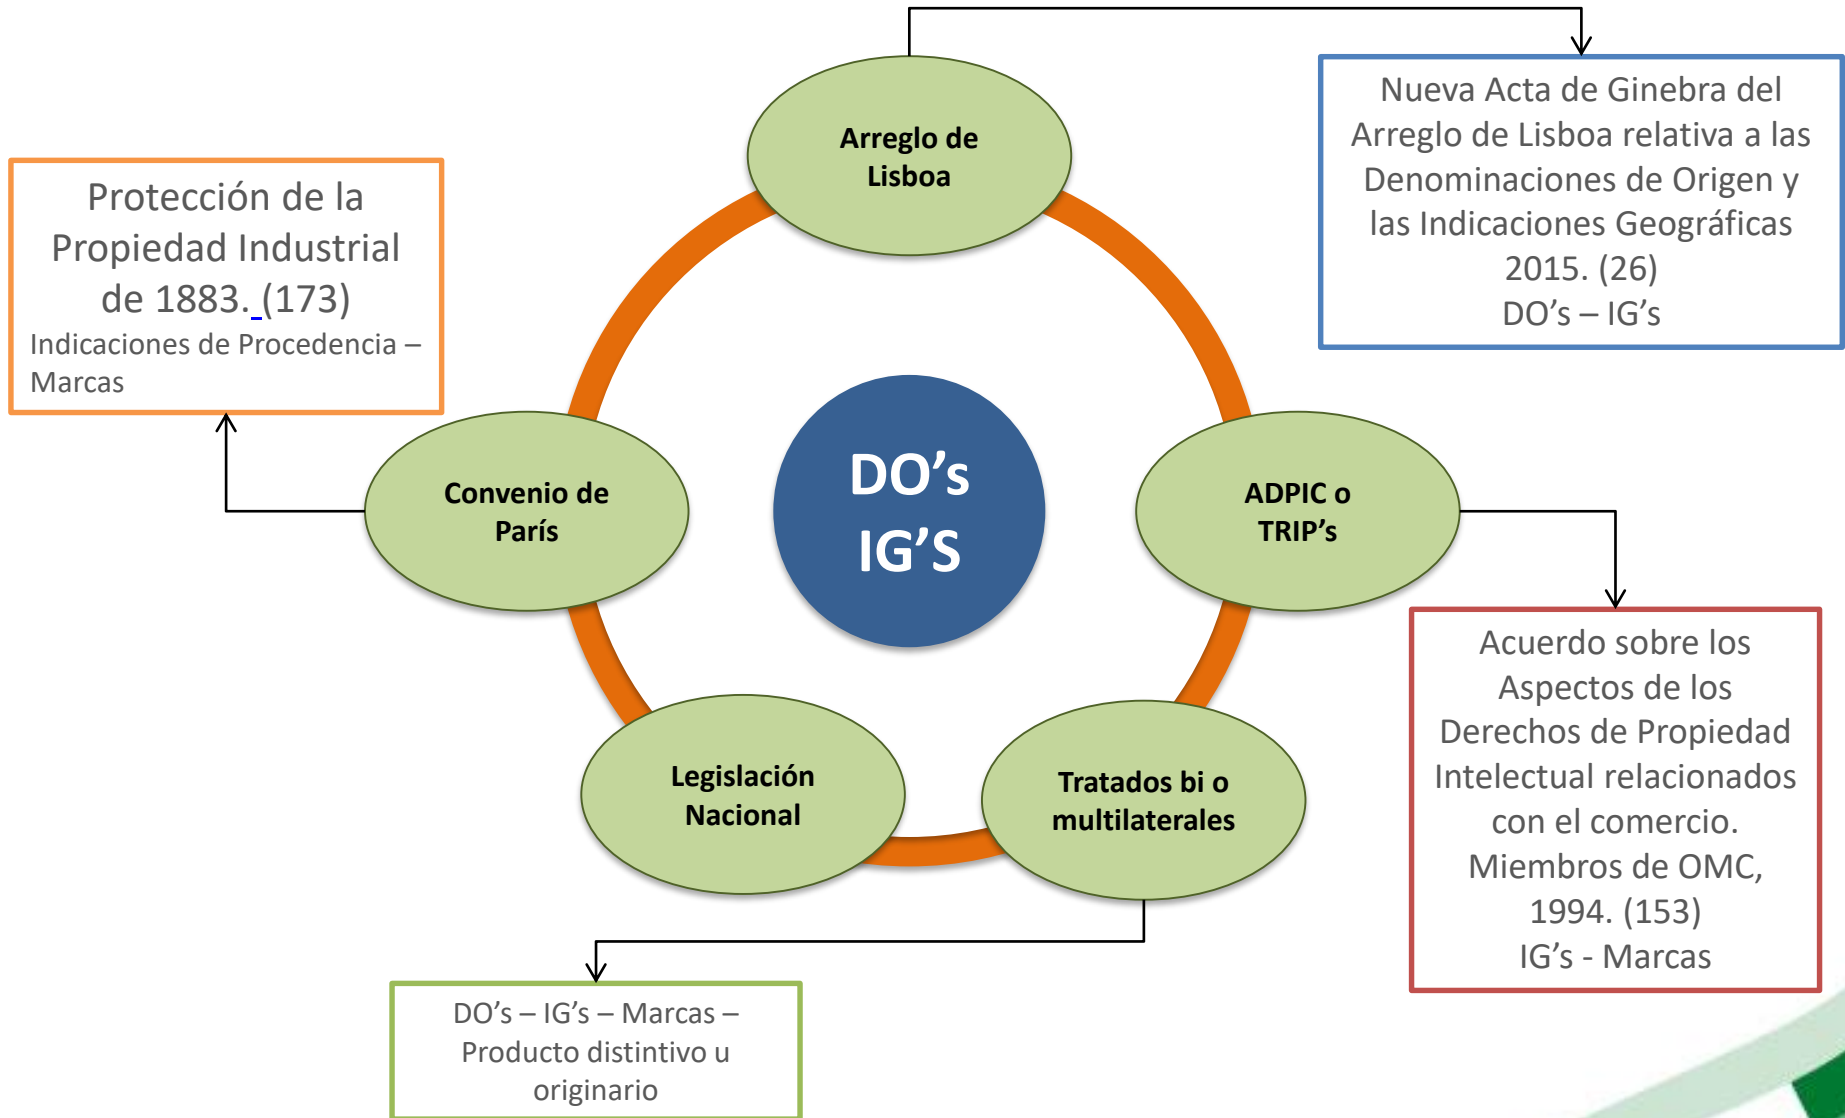 Arreglo de
Lisboa
Nueva Acta de Ginebra del
Arreglo de Lisboa relativa a las
Denominaciones de Origen y
las Indicaciones Geográficas
2015. (26)
DO’s – IG’s
Protección de la
Propiedad Industrial
de 1883. (173)
Indicaciones de Procedencia –
Marcas
Convenio de
París
DO’s
IG’S
ADPIC o
TRIP’s
Acuerdo sobre los
Aspectos de los
Derechos de Propiedad
Intelectual relacionados
con el comercio.
Miembros de OMC,
1994. (153)
IG’s - Marcas
Legislación
Nacional
Tratados bi o
multilaterales
DO’s – IG’s – Marcas –
Producto distintivo u
originario